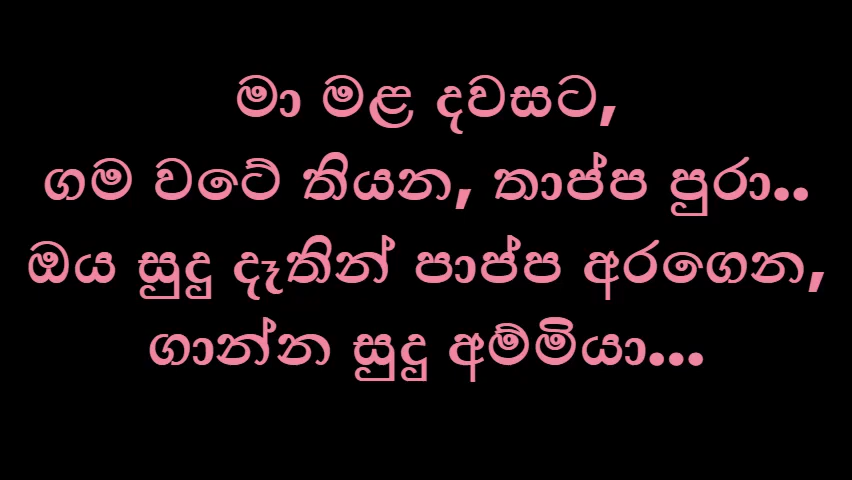 මා මළ දවසට,
ගම වටේ තියන, තාප්ප පුරා..
ඔය සුදු දෑතින් පාප්ප අරගෙන,
ගාන්න සුදු අම්මියා...